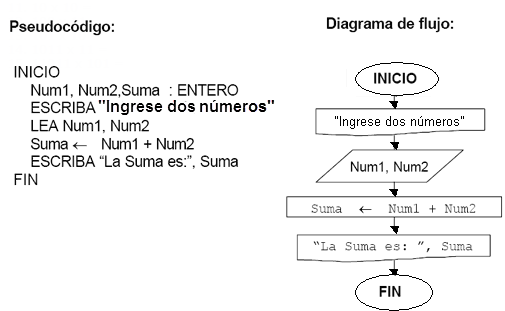 Pseudocódigo:
INICIO
Num1, Num2,Suma : ENTERO
ESCRIBA "Ingrese dos números"
LEA Num1, Num2
Suma ← Num1 + Num2
ESCRIBA “La Suma es:”, Suma
FIN
Diagrama de flujo:
INICIO
"Ingrese dos números"
Num1, Num2
Suma ← Num1 + Num2
“La Suma es: ”, Suma
FIN